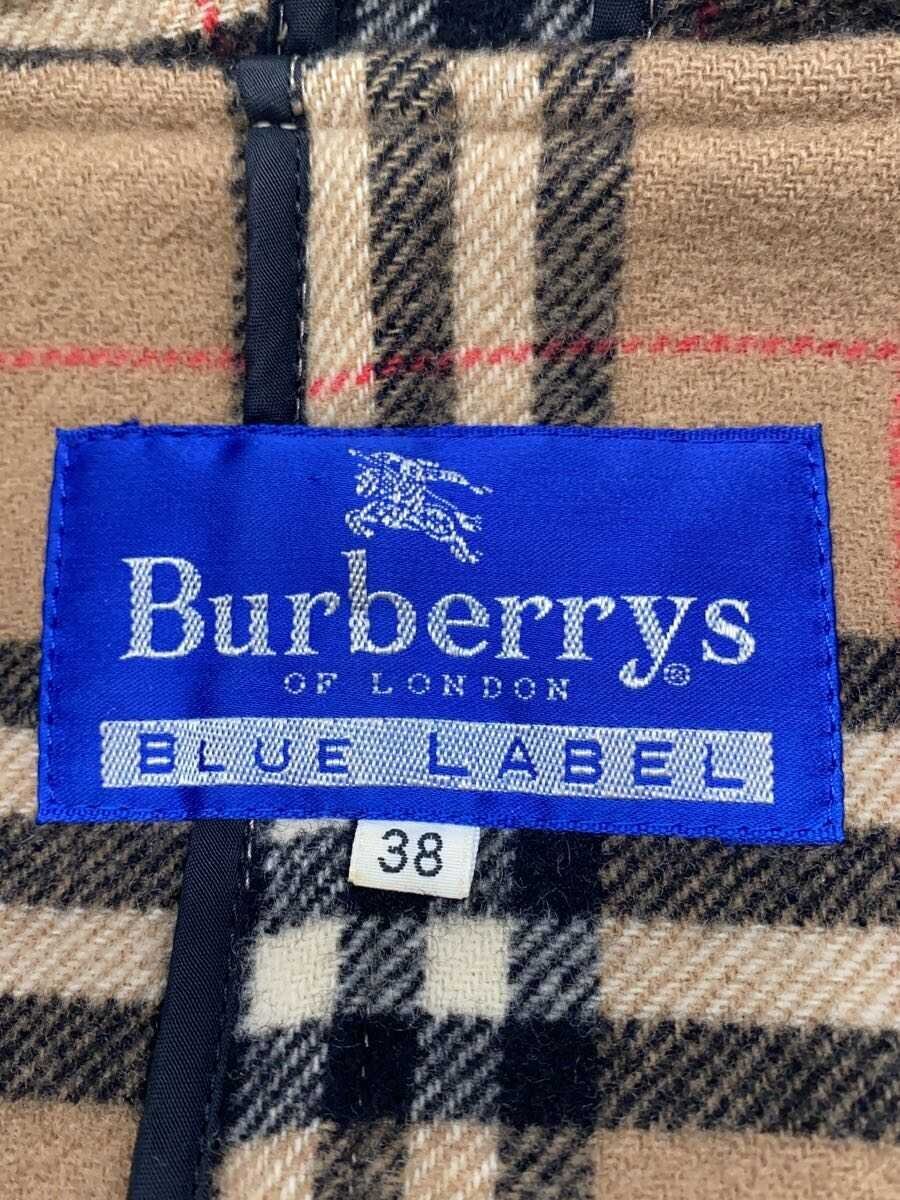 Burberrys®
OF LONDON
BLUE LABEL
38